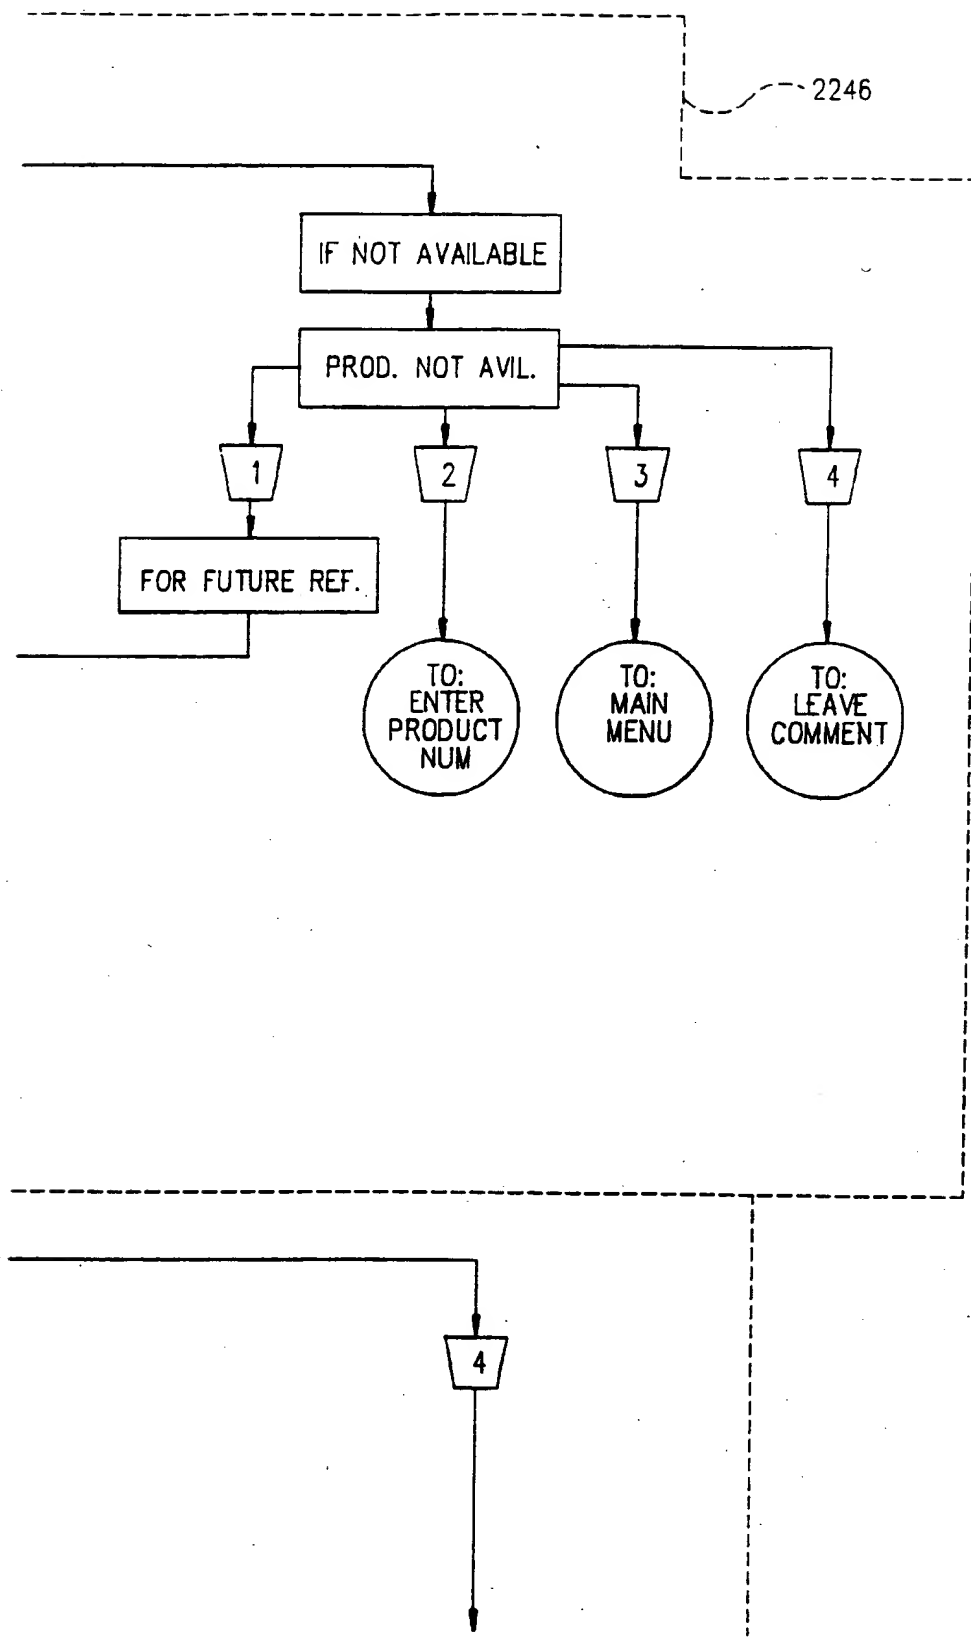 2246
IF NOT AVAILABLE
PROD. NOT AVIL.
1
2
3
4
FOR FUTURE REF.
TO:
ENTER
PRODUCT
NUM
TO:
MAIN
MENU
TO:
LEAVE
COMMENT
4